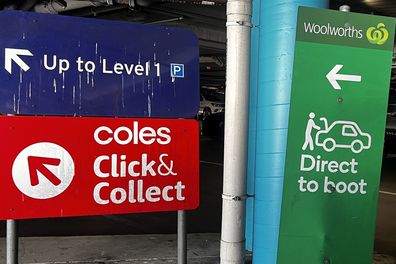 Up to Level 1 P
coles
Click&
Collect
Woolworths
Direct
to boot